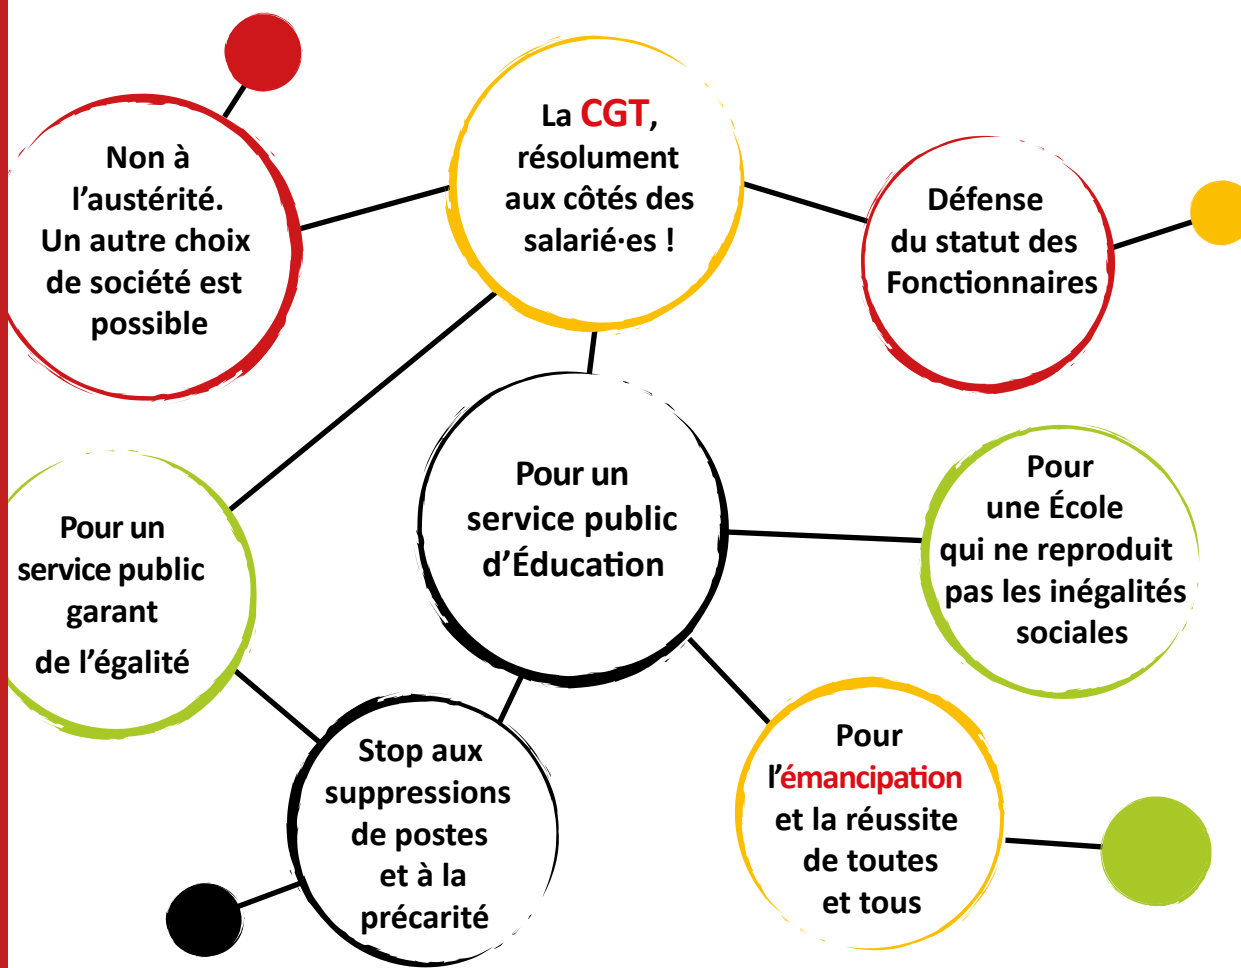 Non à
l’austérité.
Un autre choix
de société est
possible
La CGT,
résolument
aux côtés des
salarié·es !
Défense
du statut des
Fonctionnaires
Pour un
service public
garant
de l’égalité
Pour un
service public
d’Éducation
Pour
une École
qui ne reproduit
pas les inégalités
sociales
Stop aux
suppressions
de postes
et à la
précarité
Pour
l’émancipation
et la réussite
de toutes
et tous